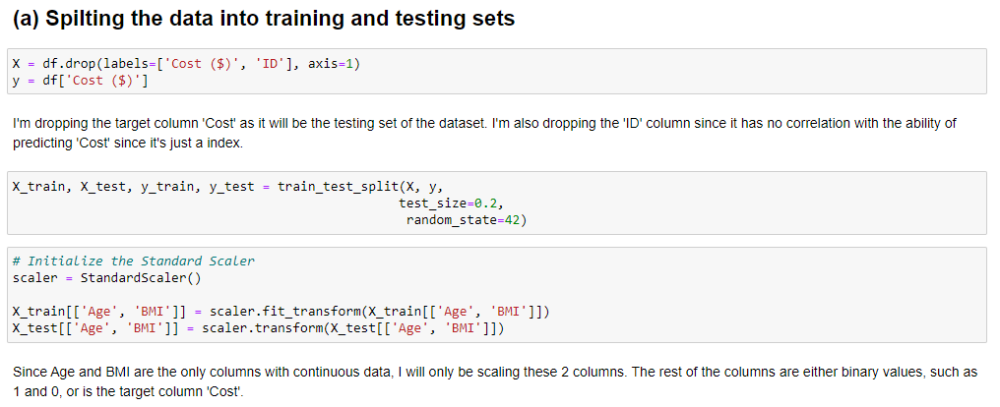 (a) Spilting the data into training and testing sets
X = df.drop(labels=['Cost ($)', 'ID'], axis=1)
y = df['Cost ($)']
I'm dropping the target column 'Cost' as it will be the testing set of the dataset. I'm also dropping the 'ID' column since it has no correlation with the ability of
predicting 'Cost' since it's just a index.
X_train, X_test, y_train, y_test = train_test_split(X, y,
test_size=0.2,
random_state=42)
# Initialize the Standard Scaler
scaler = StandardScaler()
X_train[['Age', 'BMI']] = scaler.fit_transform(X_train[['Age', 'BMI']])
X_test[['Age', 'BMI']] = scaler.transform(X_test[['Age', 'BMI']])
Since Age and BMI are the only columns with continuous data, I will only be scaling these 2 columns. The rest of the columns are either binary values, such as
1 and 0, or is the target column 'Cost'.